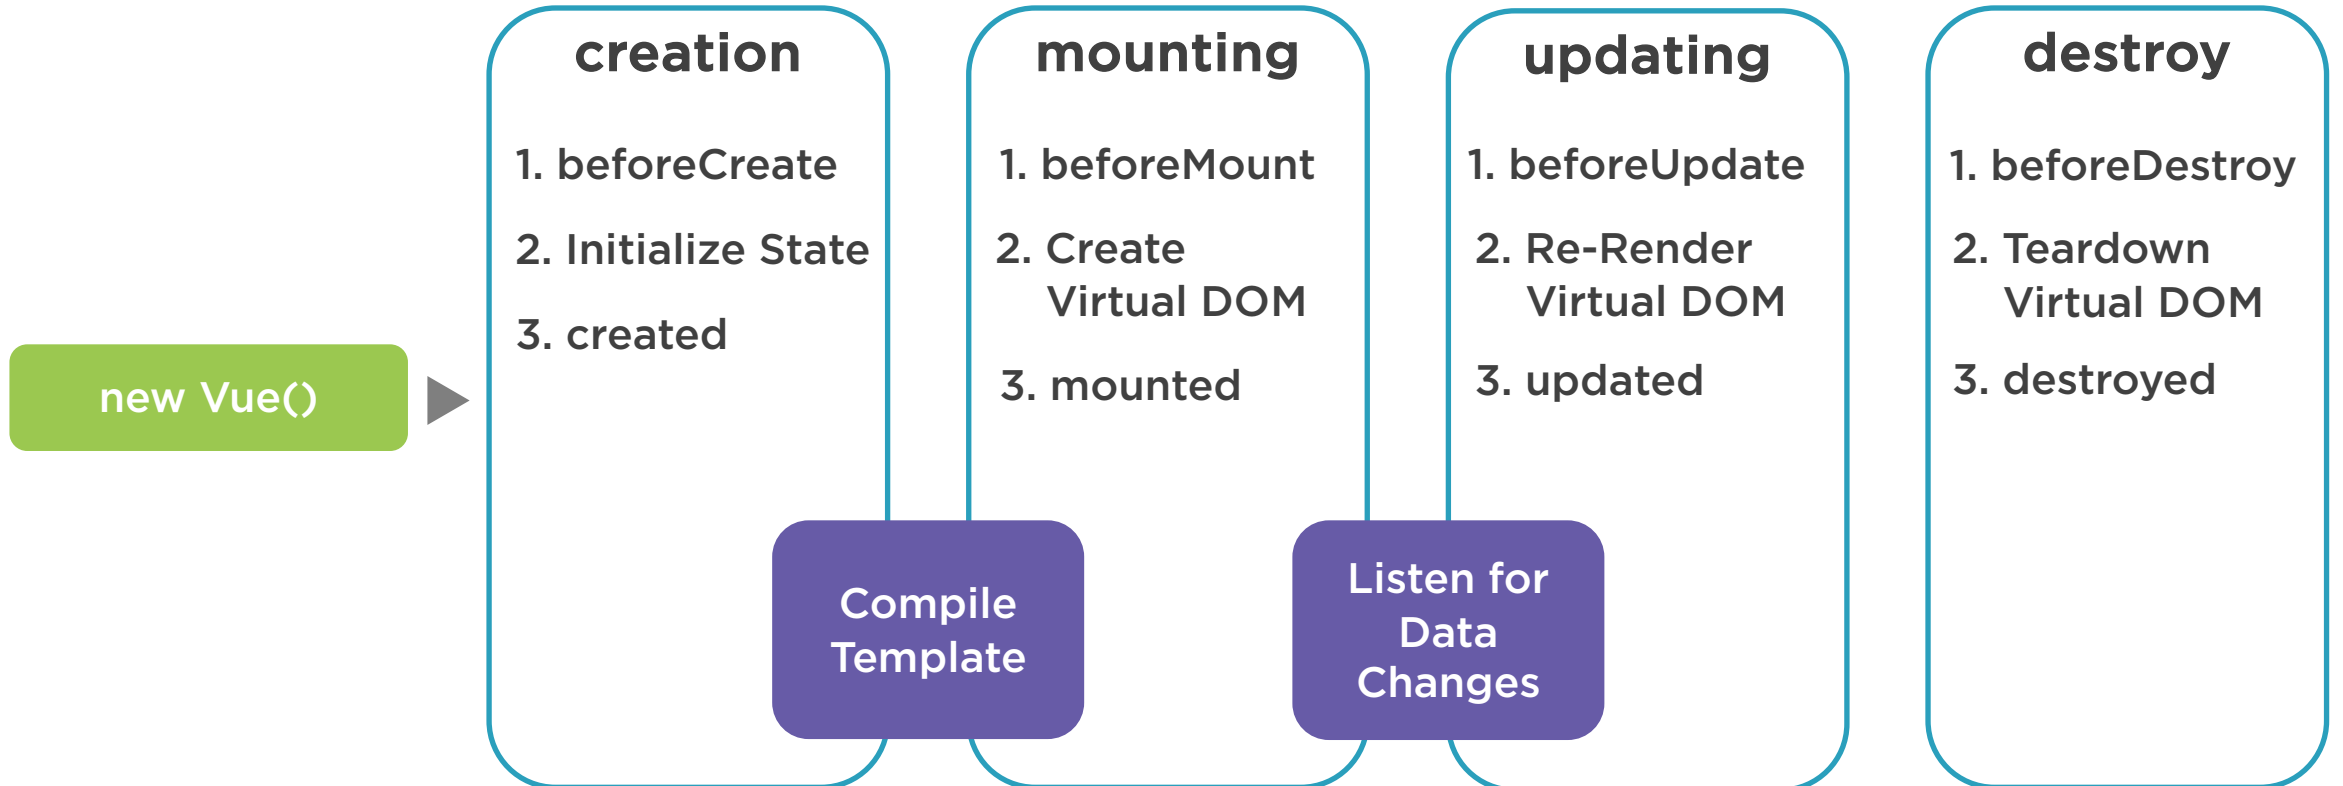 new Vue()
creation
1. beforeCreate
2. Initialize State
3. created
Compile
Template
mounting
1. beforeMount
2. Create
Virtual DOM
3. mounted
Listen for
Data
Changes
updating
1. beforeUpdate
2. Re-Render
Virtual DOM
3. updated
destroy
1. beforeDestroy
2. Teardown
Virtual DOM
3. destroyed